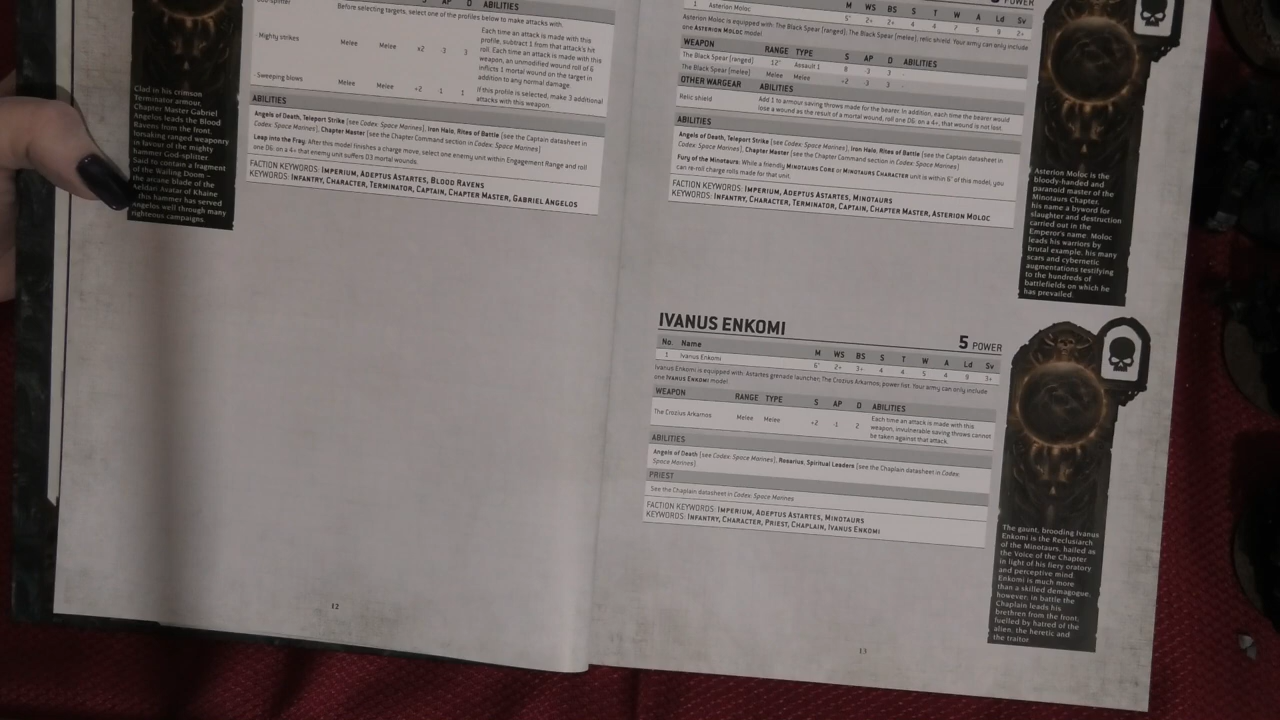 Before selecting targets, select one of the profiles below to make attacks with.
- Mighty strikes Melee Melee x2 -3 3 Each time an attack is made with this
profile, subtract 1 from that attack's hit
roll. Each time an attack is made with this
weapon, an unmodified wound roll of 6
inflicts 1 mortal wound on the target in
addition to any normal damage.
- Sweeping blows Melee Melee +2 -1 1 If this profile is selected, make 3 additional
attacks with this weapon.
ABILITIES
Angels of Death, Teleport Strike (see Codex: Space Marines), Iron Halo, Rites of Battle (see the Captain datasheet in
Codex: Space Marines), Chapter Master (see the Chapter Command section in Codex: Space Marines)
Leap into the Fray: After this model finishes a charge move, select one enemy unit within Engagement Range and roll
one D6: on a 4+ that enemy unit suffers D3 mortal wounds.
FACTION KEYWORDS: IMPERIUM, ADEPTUS ASTARTES, BLOOD RAVENS
KEYWORDS: INFANTRY, CHARACTER, TERMINATOR, CAPTAIN, CHAPTER MASTER, GABRIEL ANGELOS
Clad in his crimson
Terminator armour,
Chapter Master Gabriel
Angelos leads the Blood
Ravens from the front,
forsaking ranged weaponry
in favour of the mighty
hammer God-splitter.
Said to contain a fragment
of the Wailing Doom –
the arcane blade of the
Aeldari Avatar of Khaine
– this hammer has served
Angelos well through many
righteous campaigns.
12
POWER
M WS BS S T W A Ld Sv
1 Asterion Moloc 5" 2+ 2+ 4 4 7 5 9 2+
Asterion Moloc is equipped with: The Black Spear (ranged); The Black Spear (melee); relic shield. Your army can only include
one ASTERION MOLOC model.
WEAPON RANGE TYPE S AP D ABILITIES
The Black Spear (ranged) 12" Assault 1 8 -3 3 -
The Black Spear (melee) Melee Melee +2 -3 3 -
OTHER WARGEAR ABILITIES
Relic shield Add 1 to armour saving throws made for the bearer. In addition, each time the bearer would
lose a wound as the result of a mortal wound, roll one D6: on a 4+, that wound is not lost.
ABILITIES
Angels of Death, Teleport Strike (see Codex: Space Marines), Iron Halo, Rites of Battle (see the Captain datasheet in
Codex: Space Marines), Chapter Master (see the Chapter Command section in Codex: Space Marines)
Fury of the Minotaurs: While a friendly MINOTAURS CORE or MINOTAURS CHARACTER unit is within 6" of this model, you
can re-roll charge rolls made for that unit.
FACTION KEYWORDS: IMPERIUM, ADEPTUS ASTARTES, MINOTAURS
KEYWORDS: INFANTRY, CHARACTER, TERMINATOR, CAPTAIN, CHAPTER MASTER, ASTERION MOLOC
Asterion Moloc is the
bloody-handed and
paranoid master of the
Minotaurs Chapter,
his name a byword for
slaughter and destruction
carried out in the
Emperor's name. Moloc
leads his warriors by
brutal example, his many
scars and cybernetic
augmentations testifying
to the hundreds of
battlefields on which he
has prevailed.
IVANUS ENKOMI
5 POWER
No. Name M WS BS S T W A Ld Sv
1 Ivanus Enkomi 6" 2+ 3+ 4 4 5 4 9 3+
Ivanus Enkomi is equipped with: Astartes grenade launcher; The Crozius Arkarnos; power fist. Your army can only include
one IVANUS ENKOMI model.
WEAPON RANGE TYPE S AP D ABILITIES
The Crozius Arkarnos Melee Melee +2 -1 2 Each time an attack is made with this
weapon, invulnerable saving throws cannot
be taken against that attack.
ABILITIES
Angels of Death (see Codex: Space Marines), Rosarius, Spiritual Leaders (see the Chaplain datasheet in Codex:
Space Marines)
PRIEST
See the Chaplain datasheet in Codex: Space Marines
FACTION KEYWORDS: IMPERIUM, ADEPTUS ASTARTES, MINOTAURS
KEYWORDS: INFANTRY, CHARACTER, PRIEST, CHAPLAIN, IVANUS ENKOMI
The gaunt, brooding Ivanus
Enkomi is the Reclusiarch
of the Minotaurs, hailed as
the Voice of the Chapter
in light of his fiery oratory
and perceptive mind.
Enkomi is much more
than a skilled demagogue,
however; in battle the
Chaplain leads his
brethren from the front,
fuelled by hatred of the
alien, the heretic and
the traitor.
13